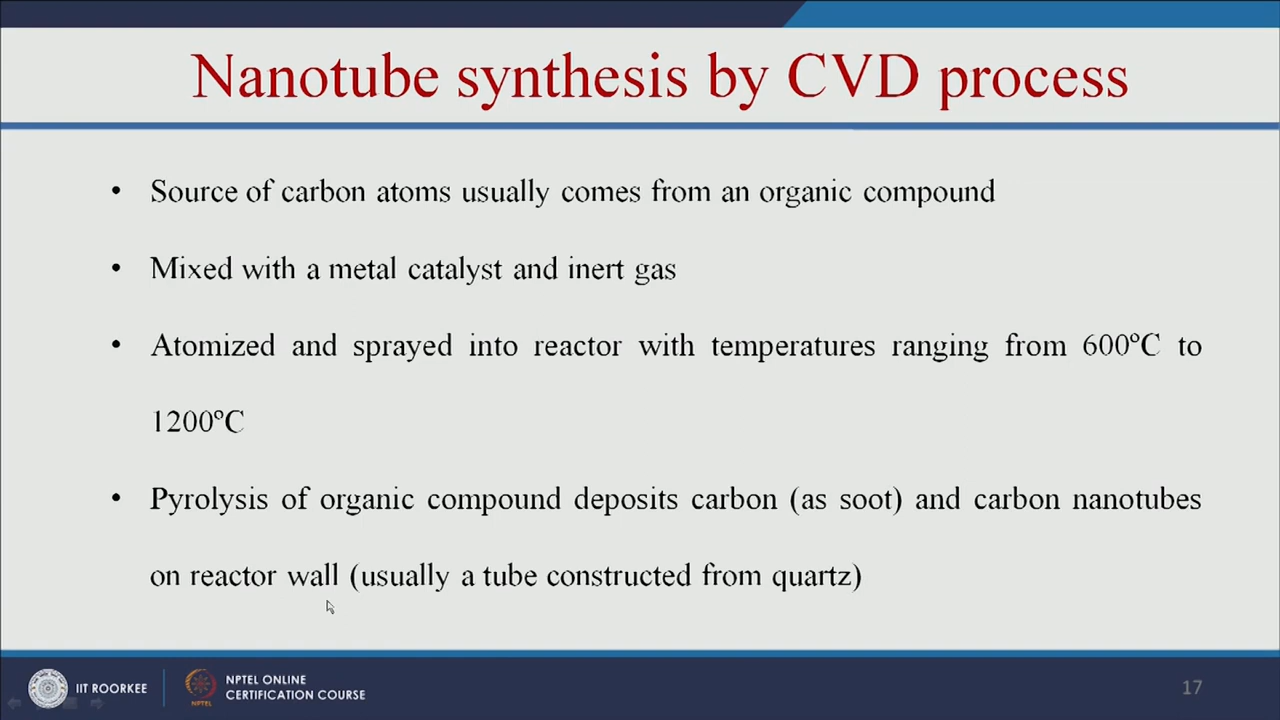 Nanotube synthesis by CVD process
• Source of carbon atoms usually comes from an organic compound
• Mixed with a metal catalyst and inert gas
• Atomized and sprayed into reactor with temperatures ranging from 600ºC to
1200ºC
• Pyrolysis of organic compound deposits carbon (as soot) and carbon nanotubes
on reactor wall (usually a tube constructed from quartz)
IIT ROORKEE
NPTEL
NPTEL ONLINE
CERTIFICATION COURSE
17